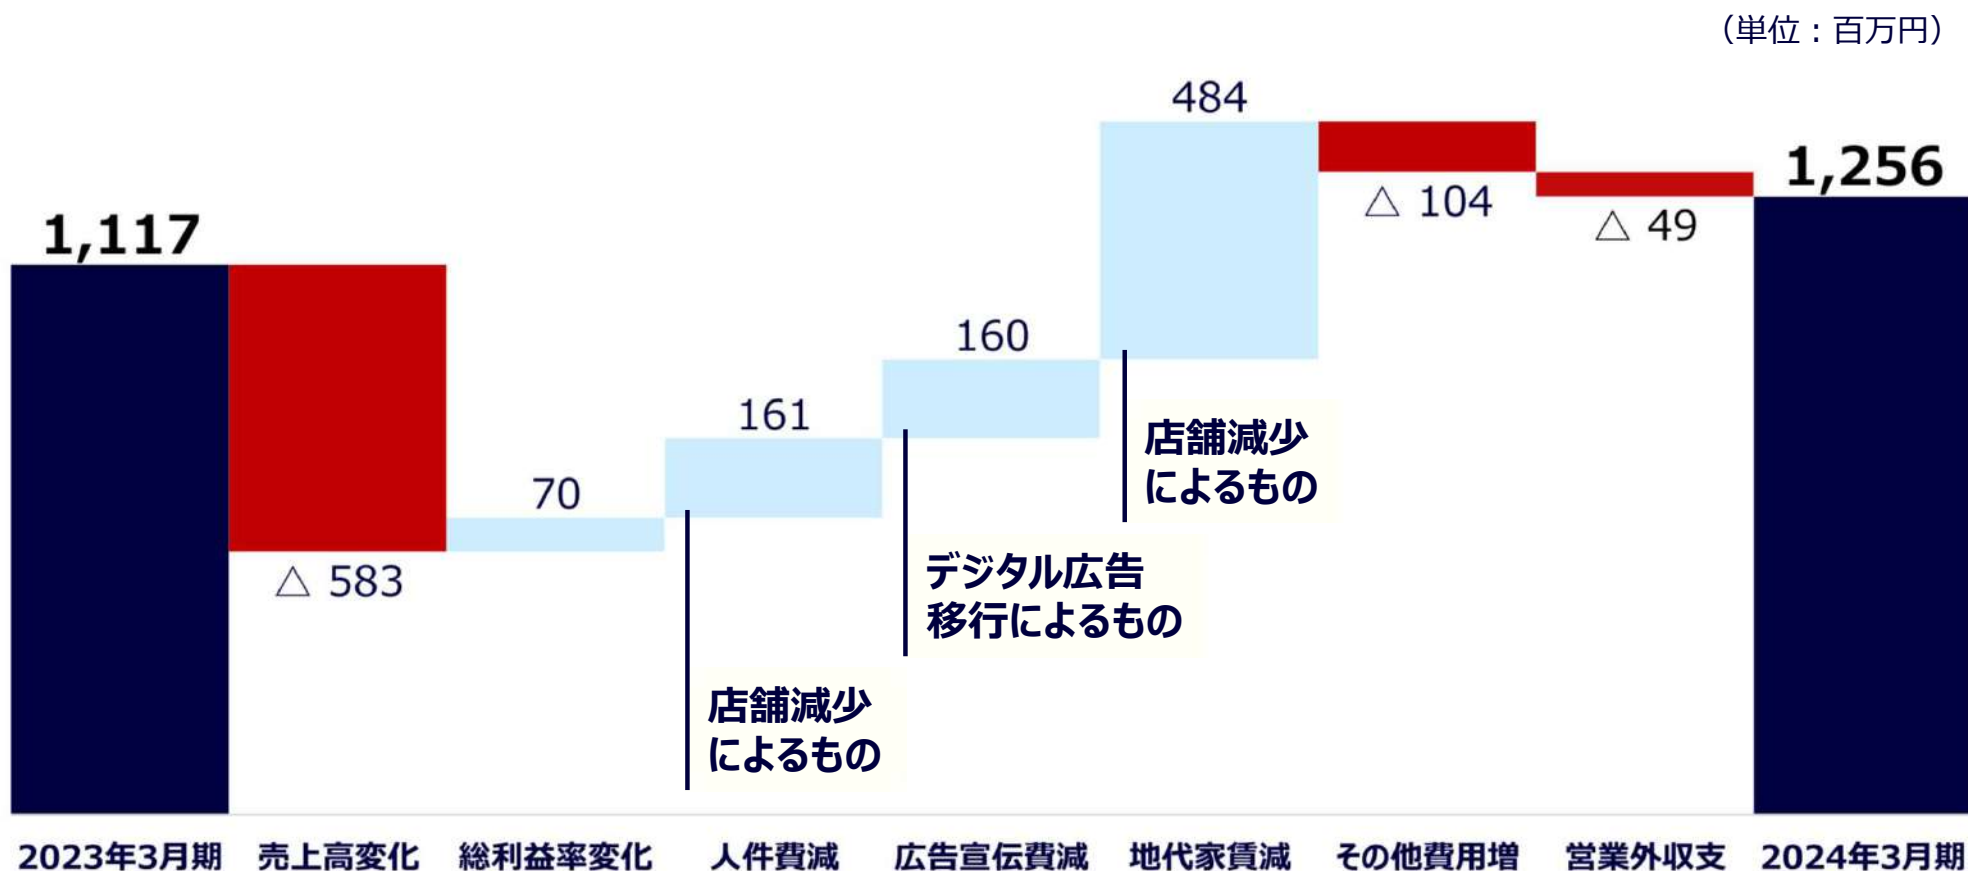 （単位：百万円）
484
1,256
1,117
△ 104
△ 49
160
161
店舗減少
によるもの
70
△ 583
デジタル広告
移行によるもの
店舗減少
によるもの
2023年3月期 売上高変化 総利益率変化 人件費減 広告宣伝費減 地代家賃減 その他費用増 営業外収支 2024年3月期